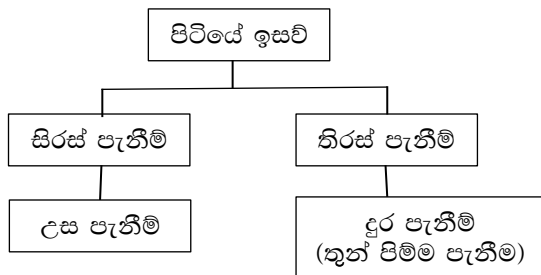 පිටියේ ඉසව්
සිරස් පැනීම්
තිරස් පැනීම්
උස පැනීම්
දුර පැනීම්
(තුන් පිම්ම පැනීම)